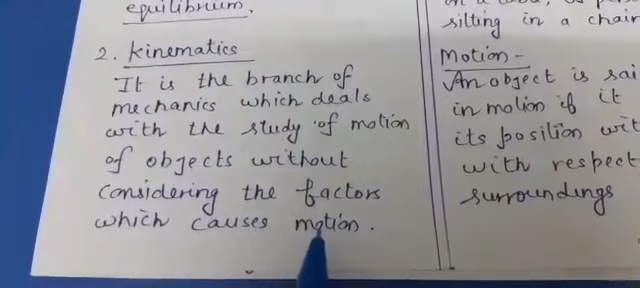 equilibrium.
2. Kinematics
It is the branch of
mechanics which deals
with the study of motion
of objects without
considering the factors
which causes motion.
silting in a chair
Motion -
An object is sai
in motion if it
its position wit
with respect
surroundings